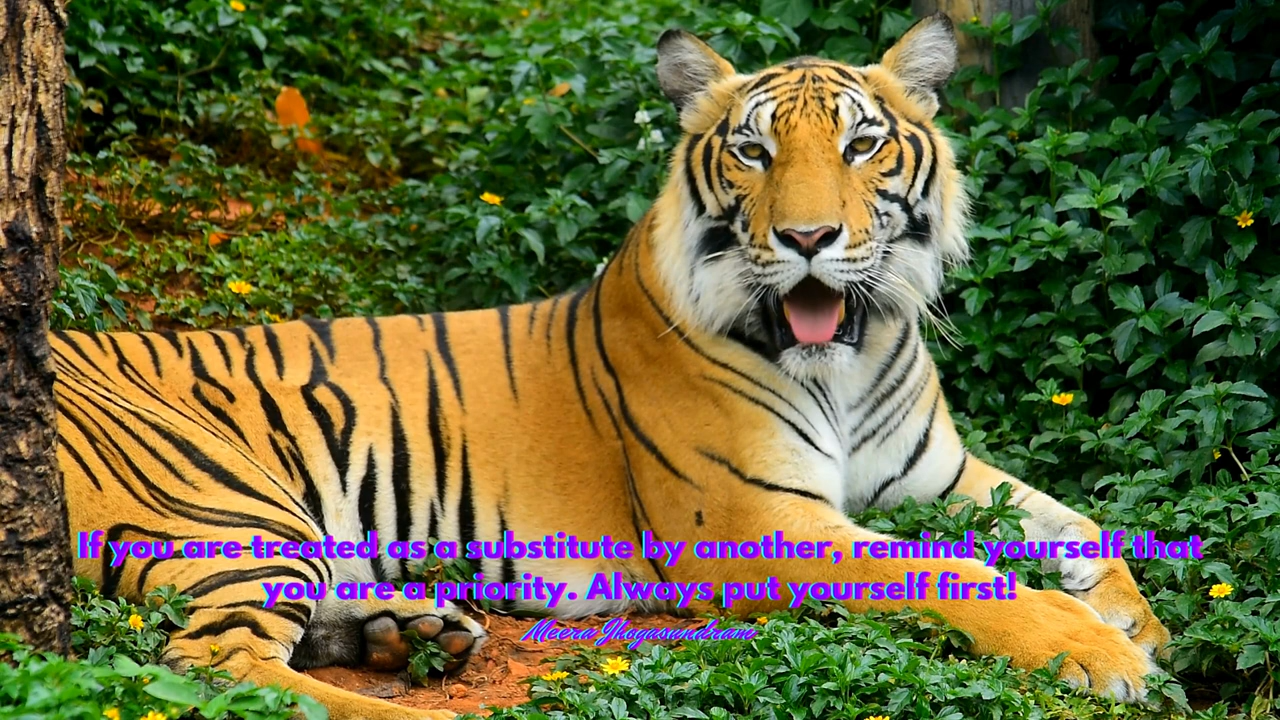 If you are treated as a substitute by another, remind yourself that
you are a priority. Always put yourself first!
Meera Jhogasundram